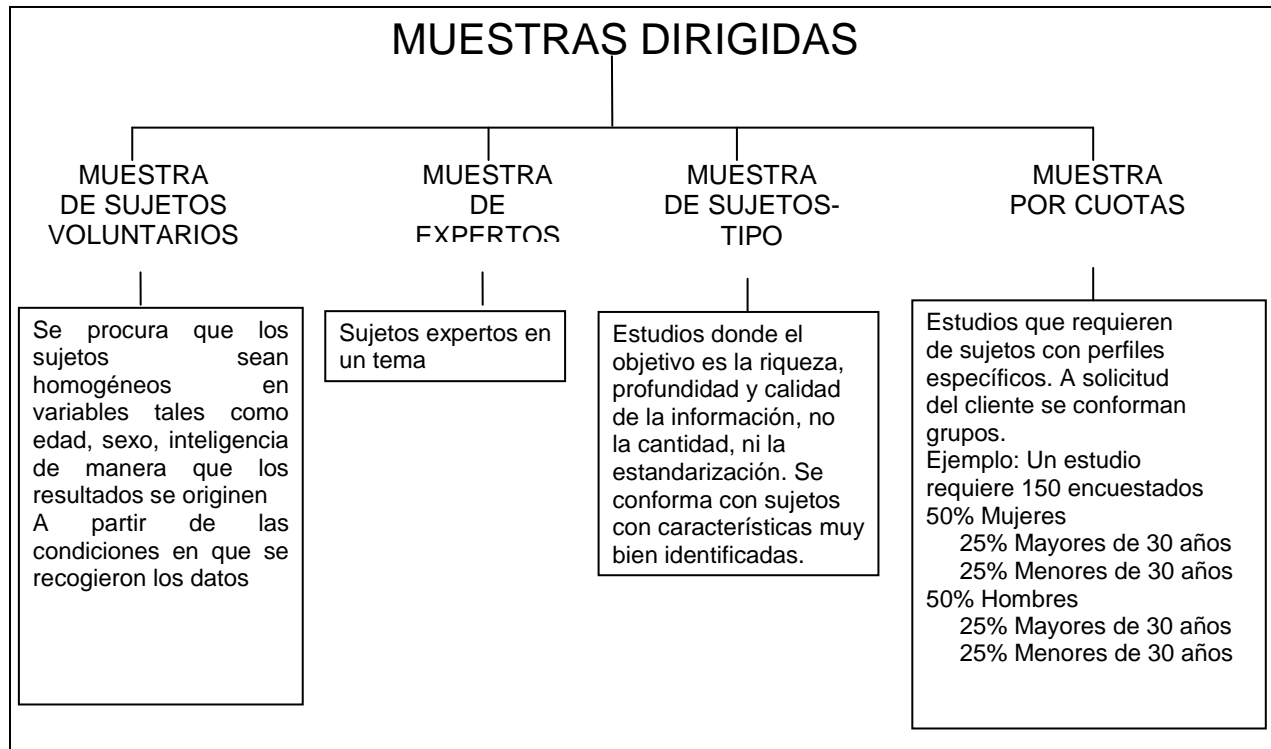 MUESTRAS DIRIGIDAS
MUESTRA
DE SUJETOS
VOLUNTARIOS
Se procura que los
sujetos sean
homogéneos en
variables tales como
edad, sexo, inteligencia
de manera que los
resultados se originen
A partir de las
condiciones en que se
recogieron los datos
MUESTRA
DE
EXPERTOS
Sujetos expertos en
un tema
MUESTRA
DE SUJETOS-
TIPO
Estudios donde el
objetivo es la riqueza,
profundidad y calidad
de la información, no
la cantidad, ni la
estandarización. Se
conforma con sujetos
con características muy
bien identificadas.
MUESTRA
POR CUOTAS
Estudios que requieren
de sujetos con perfiles
específicos. A solicitud
del cliente se conforman
grupos.
Ejemplo: Un estudio
requiere 150 encuestados
50% Mujeres
25% Mayores de 30 años
25% Menores de 30 años
50% Hombres
25% Mayores de 30 años
25% Menores de 30 años